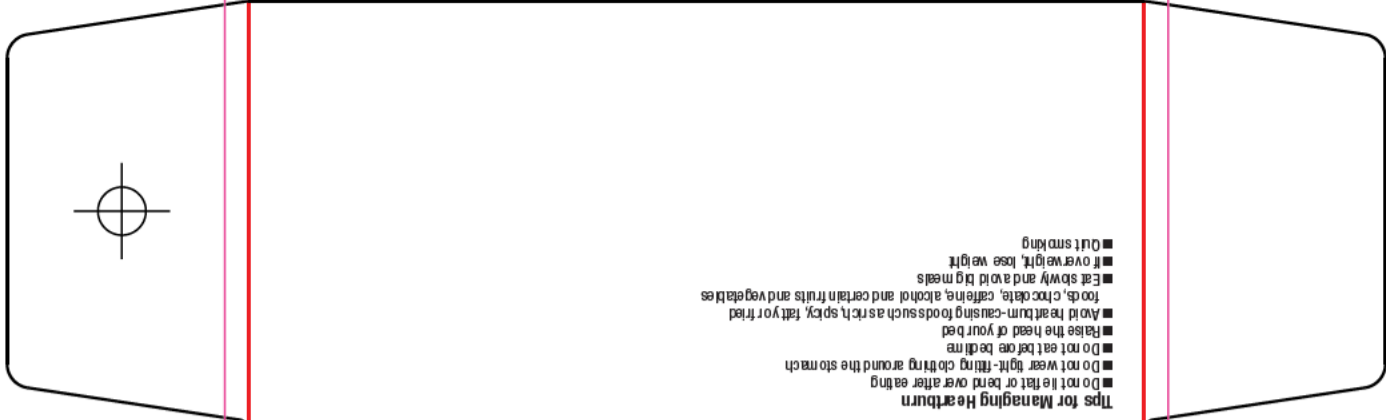 Tips for Managing Heartburn
■ Do not lie flat or bend over after eating
■ Do not wear tight-fitting clothing around the stomach
■ Do not eat before bedtime
■ Raise the head of your bed
■ Avoid heartburn-causing foods such as rich, spicy, fatty or fried
foods, chocolate, caffeine, alcohol and certain fruits and vegetables
■ Eat slowly and avoid big meals
■ If overweight, lose weight
■ Quit smoking